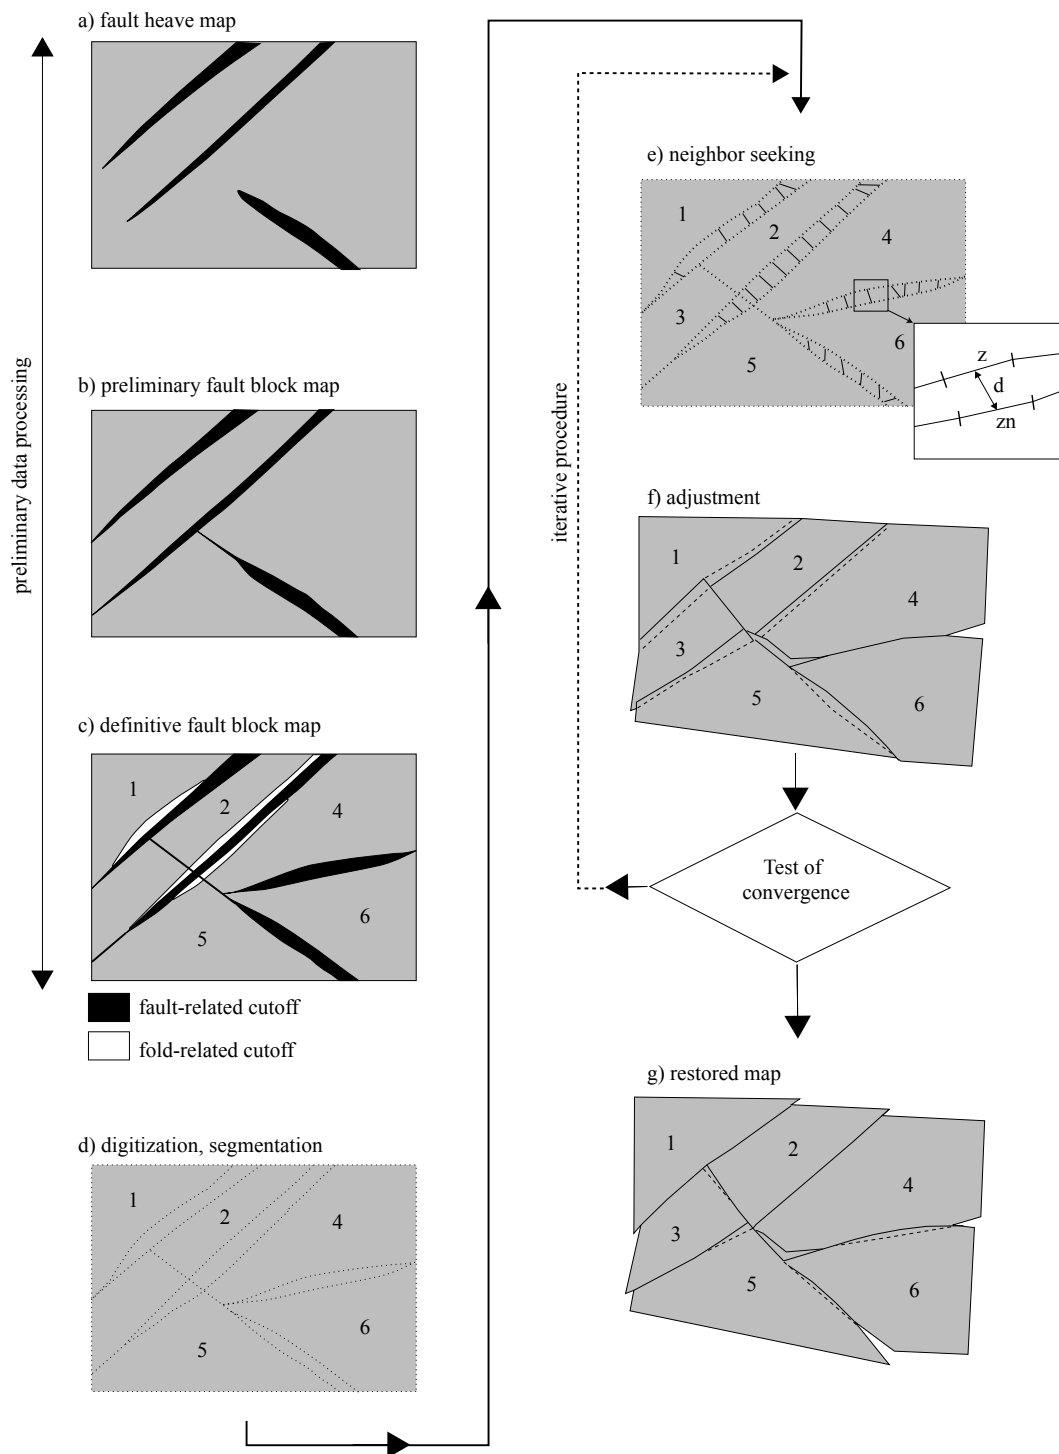 a) fault heave map
preliminary data processing
b) preliminary fault block map
c) definitive fault block map
1
2
4
5
6
fault-related cutoff
fold-related cutoff
d) digitization, segmentation
1
2
4
5
6
iterative procedure
e) neighbor seeking
1
2
4
3
5
6
z
d
zn
f) adjustment
1
2
4
3
5
6
Test of
convergence
g) restored map
1
2
4
3
5
6